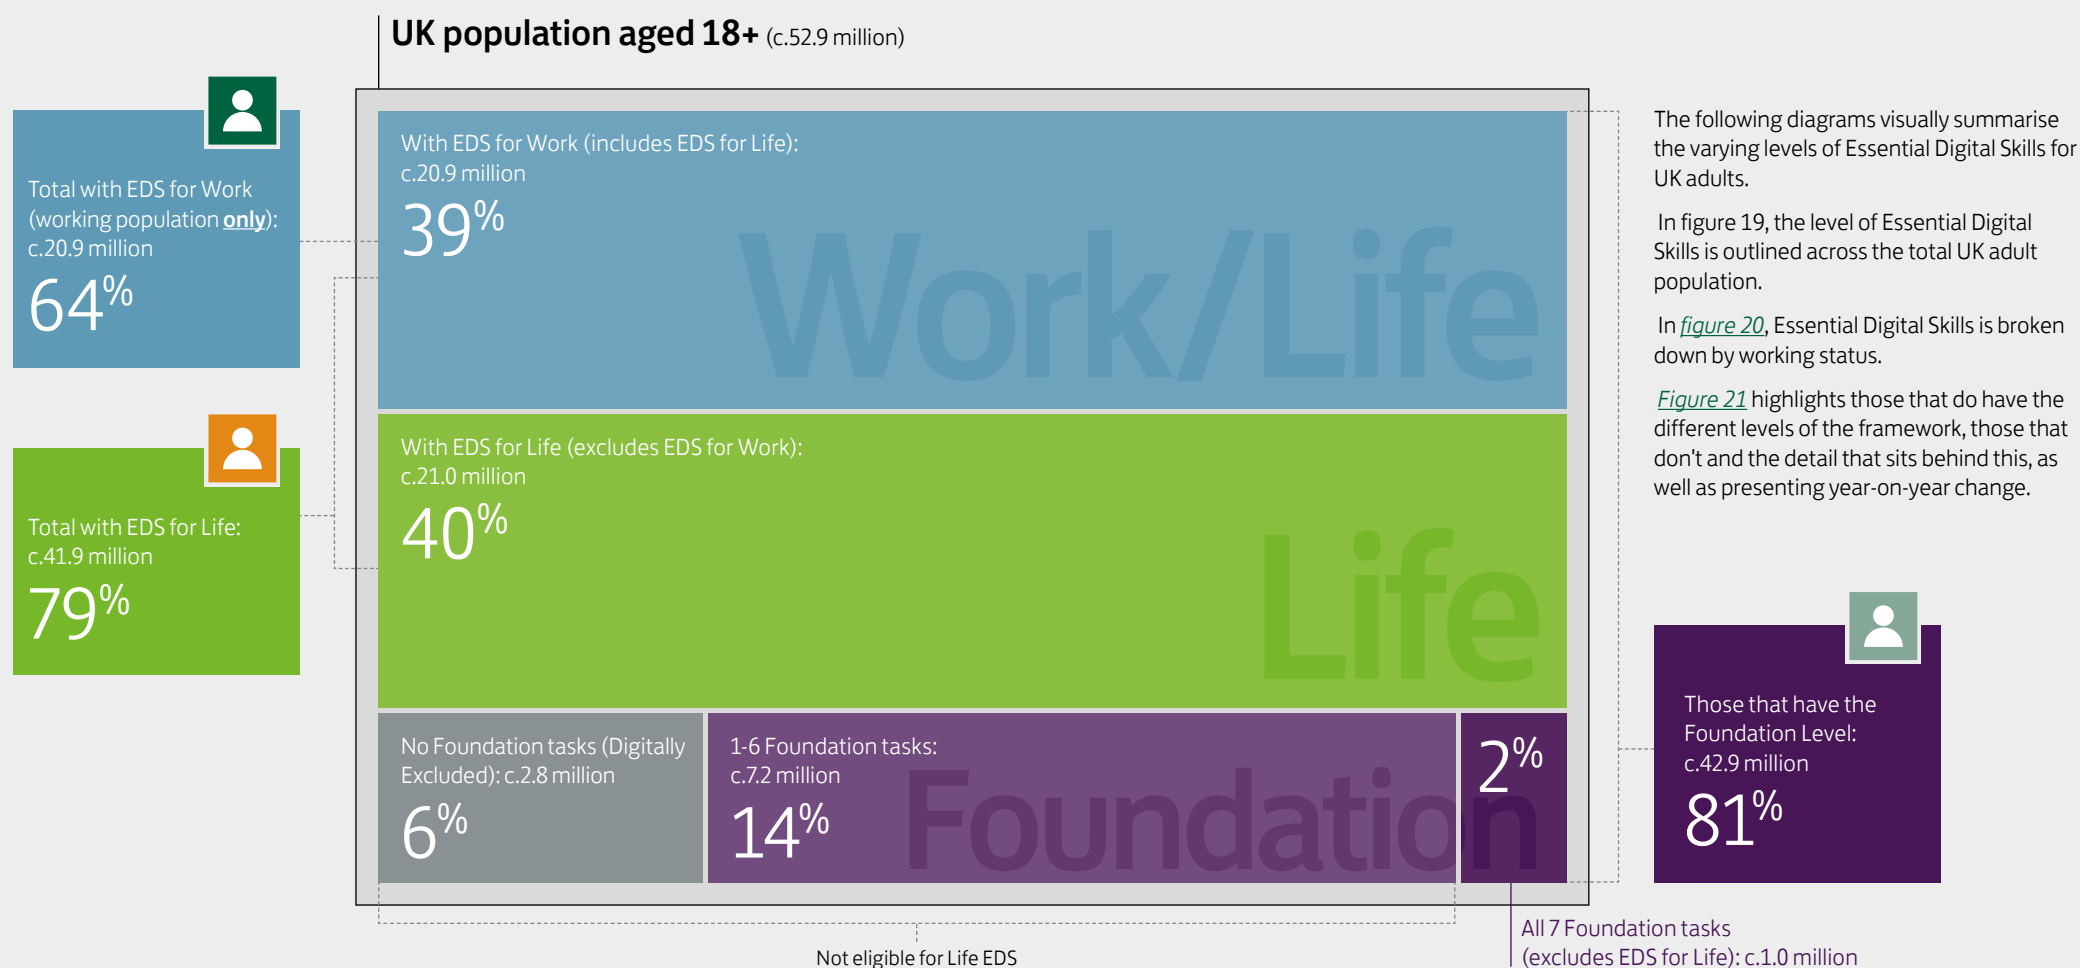 UK population aged 18+ (c.52.9 million)
Total with EDS for Work
(working population only):
c.20.9 million
64%
Total with EDS for Life:
c.41.9 million
79%
With EDS for Work (includes EDS for Life):
c.20.9 million
39%
Work/Life
With EDS for Life (excludes EDS for Work):
c.21.0 million
40%
Life
No Foundation tasks (Digitally
Excluded): c.2.8 million
6%
1-6 Foundation tasks:
c.7.2 million
14%
Foundation
2%
Not eligible for Life EDS
All 7 Foundation tasks
(excludes EDS for Life): c.1.0 million
The following diagrams visually summarise
the varying levels of Essential Digital Skills for
UK adults.
In figure 19, the level of Essential Digital
Skills is outlined across the total UK adult
population.
In figure 20, Essential Digital Skills is broken
down by working status.
Figure 21 highlights those that do have the
different levels of the framework, those that
don't and the detail that sits behind this, as
well as presenting year-on-year change.
Those that have the
Foundation Level:
c.42.9 million
81%